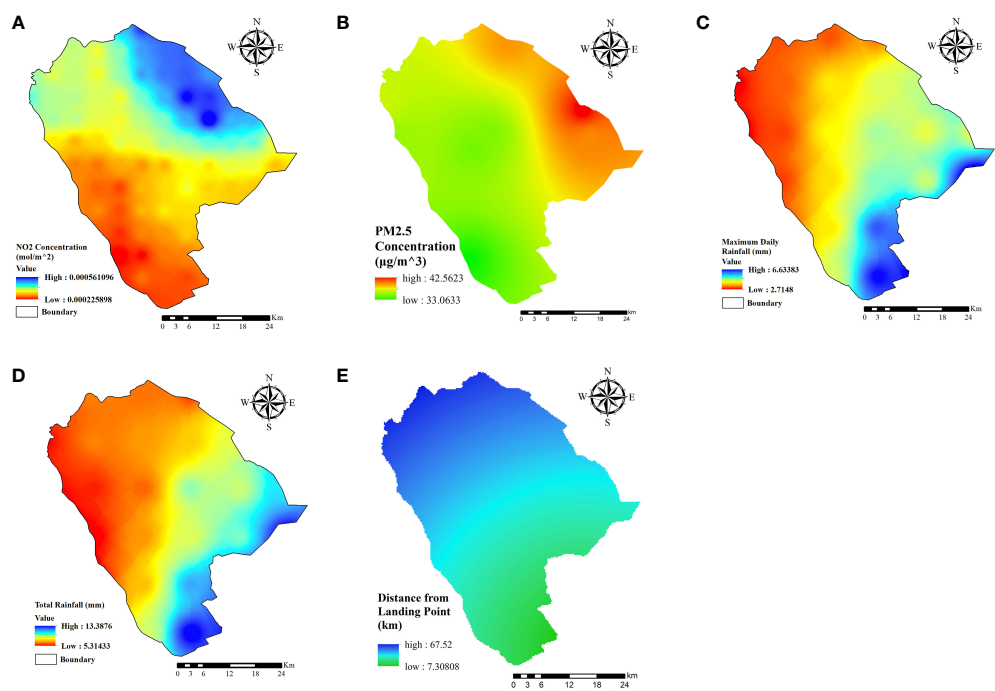 A
N
W E
S
NO2 Concentration
(mol/m^2)
Value
High : 0.000561096
Low : 0.000225898
Boundary
Km
0 3 6 12 18 24
B
N
W E
S
PM2.5
Concentration
(µg/m^3)
high : 42.5623
low : 33.0633
km
0 3 6 12 18 24
C
N
W E
S
Maximum Daily
Rainfall (mm)
Value
High : 6.63383
Low : 2.7148
Boundary
Km
0 3 6 12 18 24
D
N
W E
S
Total Rainfall (mm)
Value
High : 13.3876
Low : 5.31433
Boundary
Km
0 3 6 12 18 24
E
N
W E
S
Distance from
Landing Point
(km)
high : 67.52
low : 7.30808
km
0 3 6 12 18 24